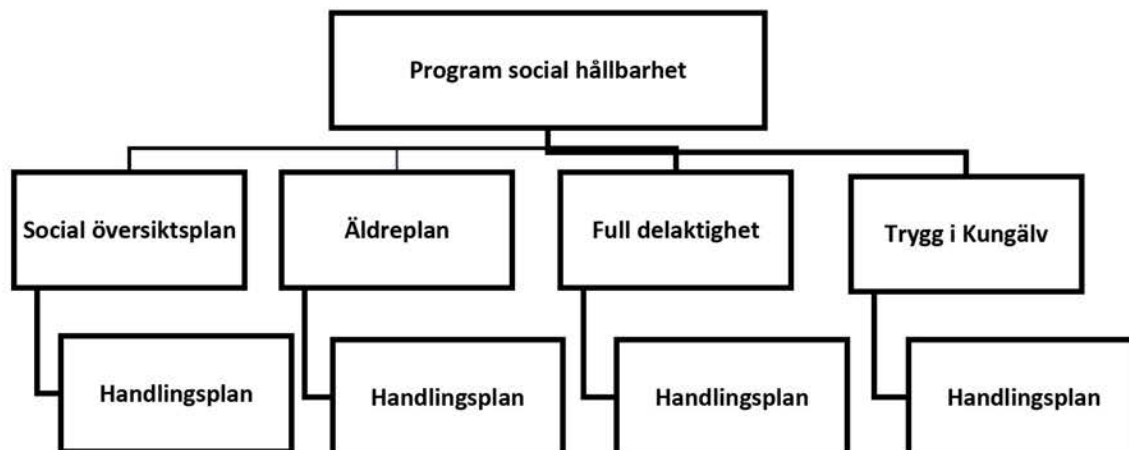 Program social hållbarhet
Social översiktsplan
Äldreplan
Full delaktighet
Trygg i Kungälv
Handlingsplan
Handlingsplan
Handlingsplan
Handlingsplan